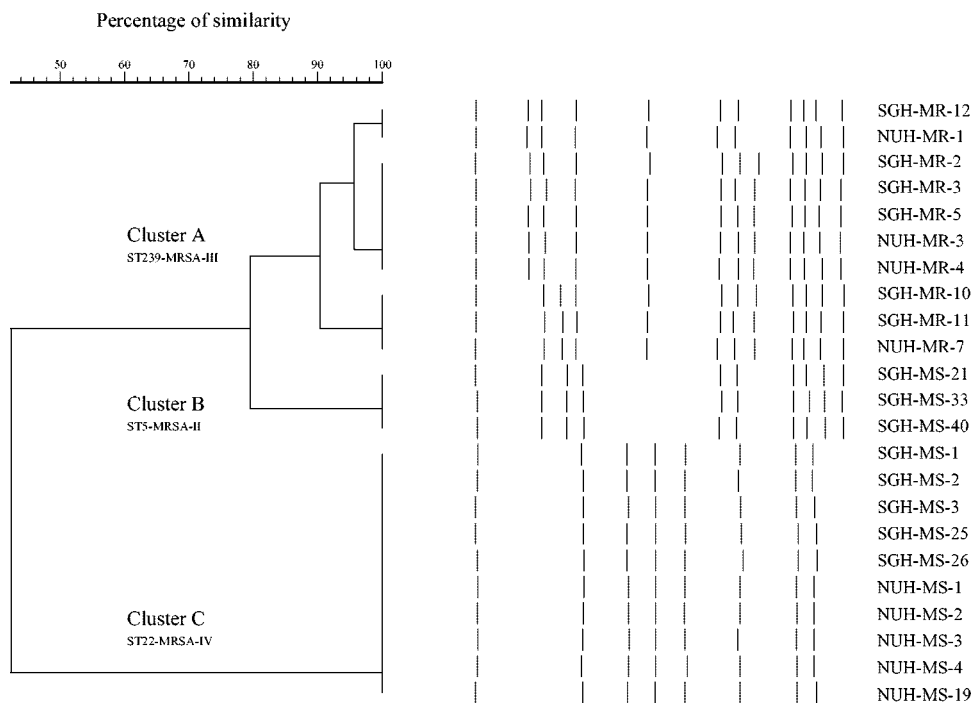 Percentage of similarity
50 60 70 80 90 100
SGH-MR-12
NUH-MR-1
SGH-MR-2
SGH-MR-3
SGH-MR-5
Cluster A
NUH-MR-3
ST239-MRSA-III
NUH-MR-4
SGH-MR-10
SGH-MR-11
NUH-MR-7
SGH-MS-21
Cluster B
SGH-MS-33
ST5-MRSA-II
SGH-MS-40
SGH-MS-1
SGH-MS-2
SGH-MS-3
SGH-MS-25
SGH-MS-26
NUH-MS-1
NUH-MS-2
Cluster C
NUH-MS-3
ST22-MRSA-IV
NUH-MS-4
NUH-MS-19